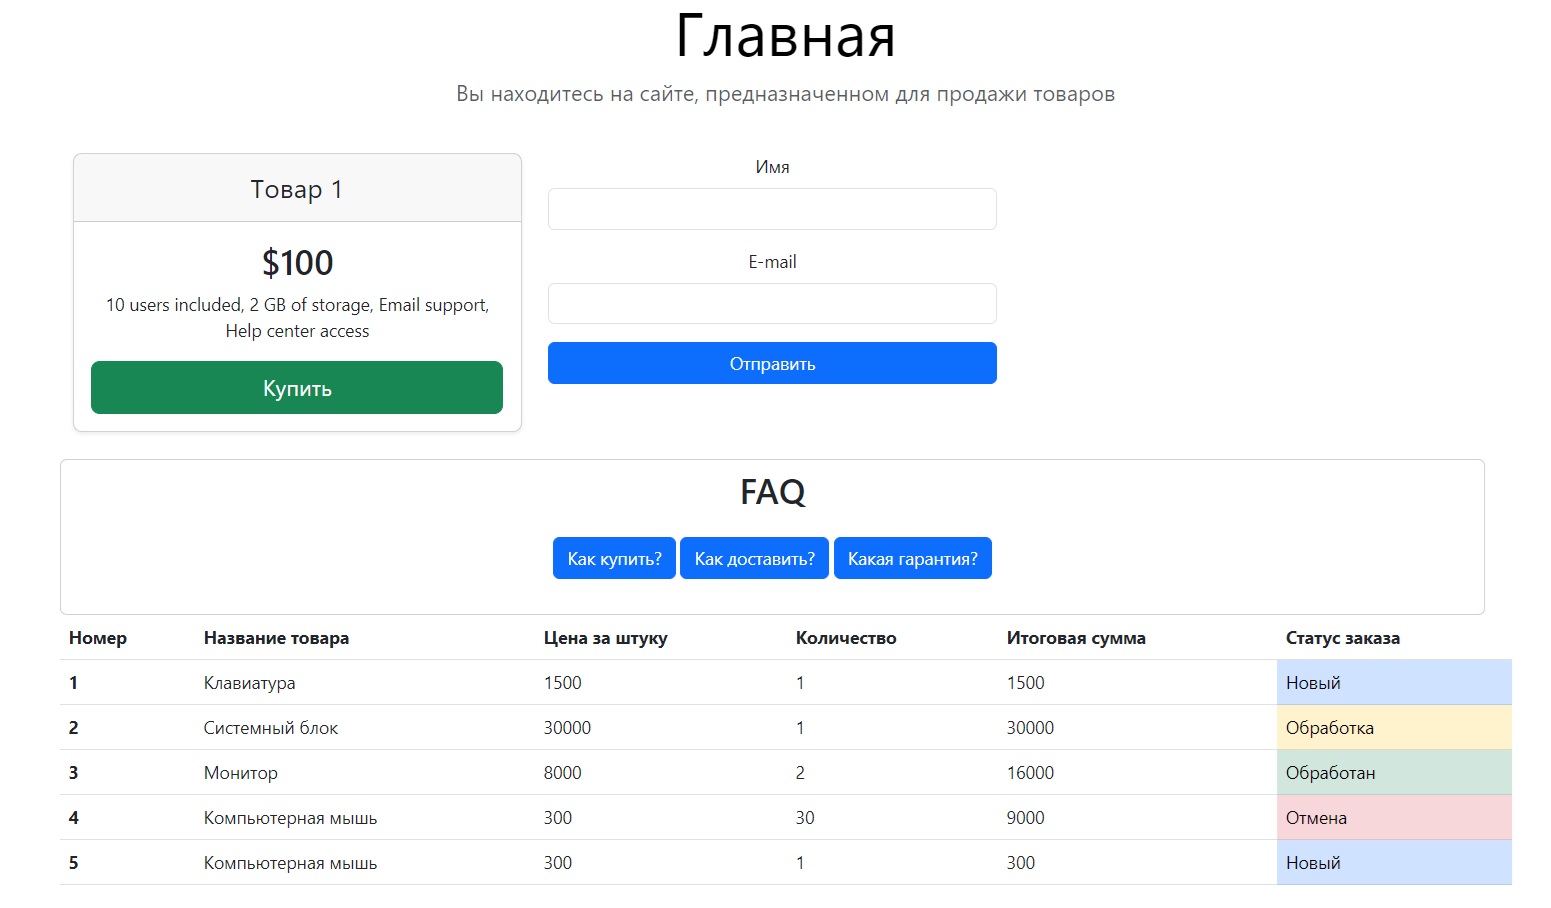 Главная
Вы находитесь на сайте, предназначенном для продажи товаров
Товар 1
$100
10 users included, 2 GB of storage, Email support,
Help center access
Купить
Имя
E-mail
Отправить
FAQ
Как купить? Как доставить? Какая гарантия?
Номер Название товара Цена за штуку Количество Итоговая сумма Статус заказа
1 Клавиатура 1500 1 1500 Новый
2 Системный блок 30000 1 30000 Обработка
3 Монитор 8000 2 16000 Обработан
4 Компьютерная мышь 300 30 9000 Отмена
5 Компьютерная мышь 300 1 300 Новый